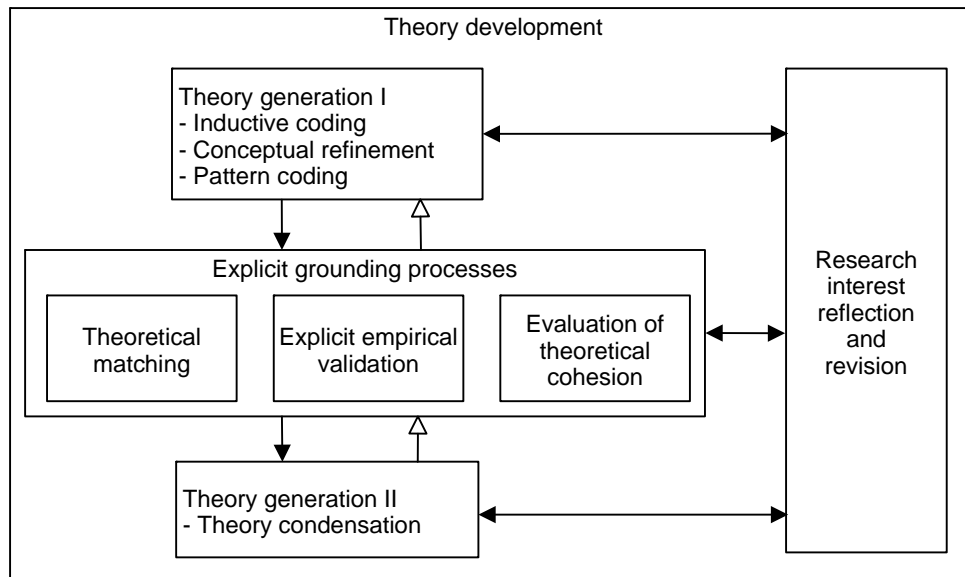 Theory development
Theory generation I
- Inductive coding
- Conceptual refinement
- Pattern coding
Explicit grounding processes
Theoretical
matching
Explicit empirical
validation
Evaluation of
theoretical
cohesion
Theory generation II
- Theory condensation
Research
interest
reflection
and
revision